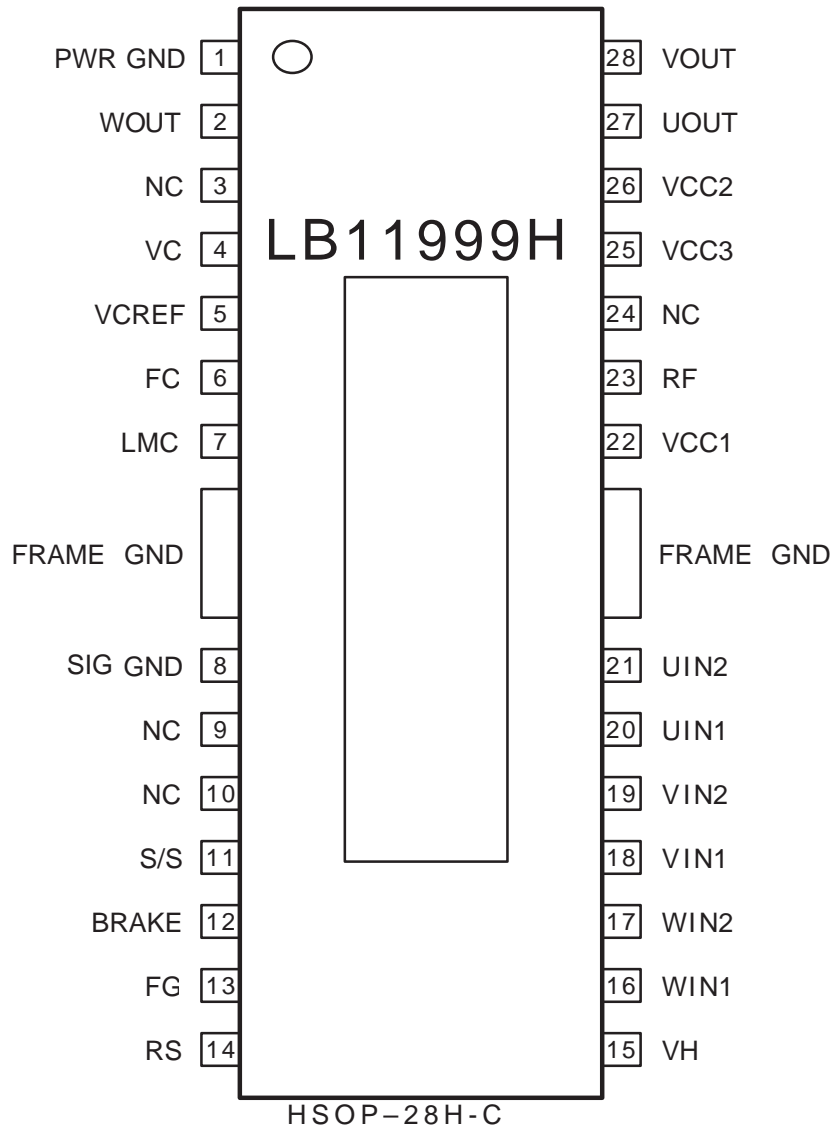 PWR GND 1 28 VOUT
WOUT 2 27 UOUT
NC 3 26 VCC2
VC 4 LB11999H 25 VCC3
VCREF 5 24 NC
FC 6 23 RF
LMC 7 22 VCC1
FRAME GND FRAME GND
SIG GND 8 21 UIN2
NC 9 20 UIN1
NC 10 19 VIN2
S/S 11 18 VIN1
BRAKE 12 17 WIN2
FG 13 16 WIN1
RS 14 15 VH
HSOP–28H-C